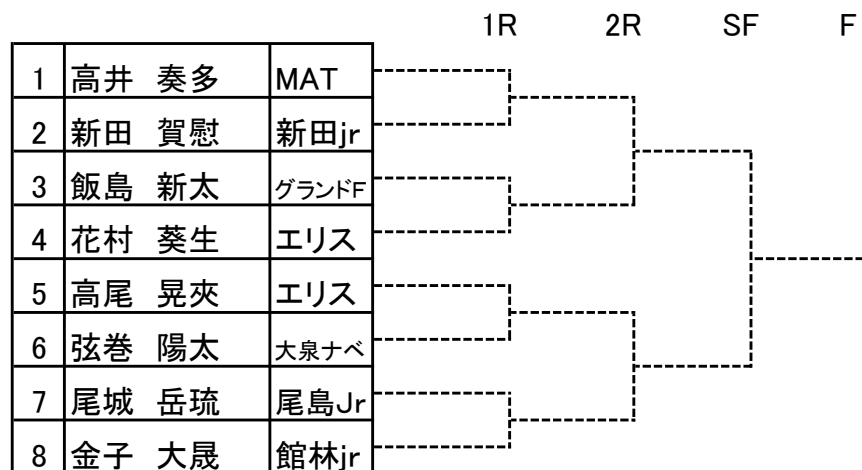 1R 2R SF F
1 高井 奏多 MAT
2 新田 賀慰 新田jr
3 飯島 新太 グランドF
4 花村 葵生 エリス
5 高尾 晃夾 エリス
6 弦巻 陽太 大泉ナベ
7 尾城 岳琉 尾島Jr
8 金子 大晟 館林jr